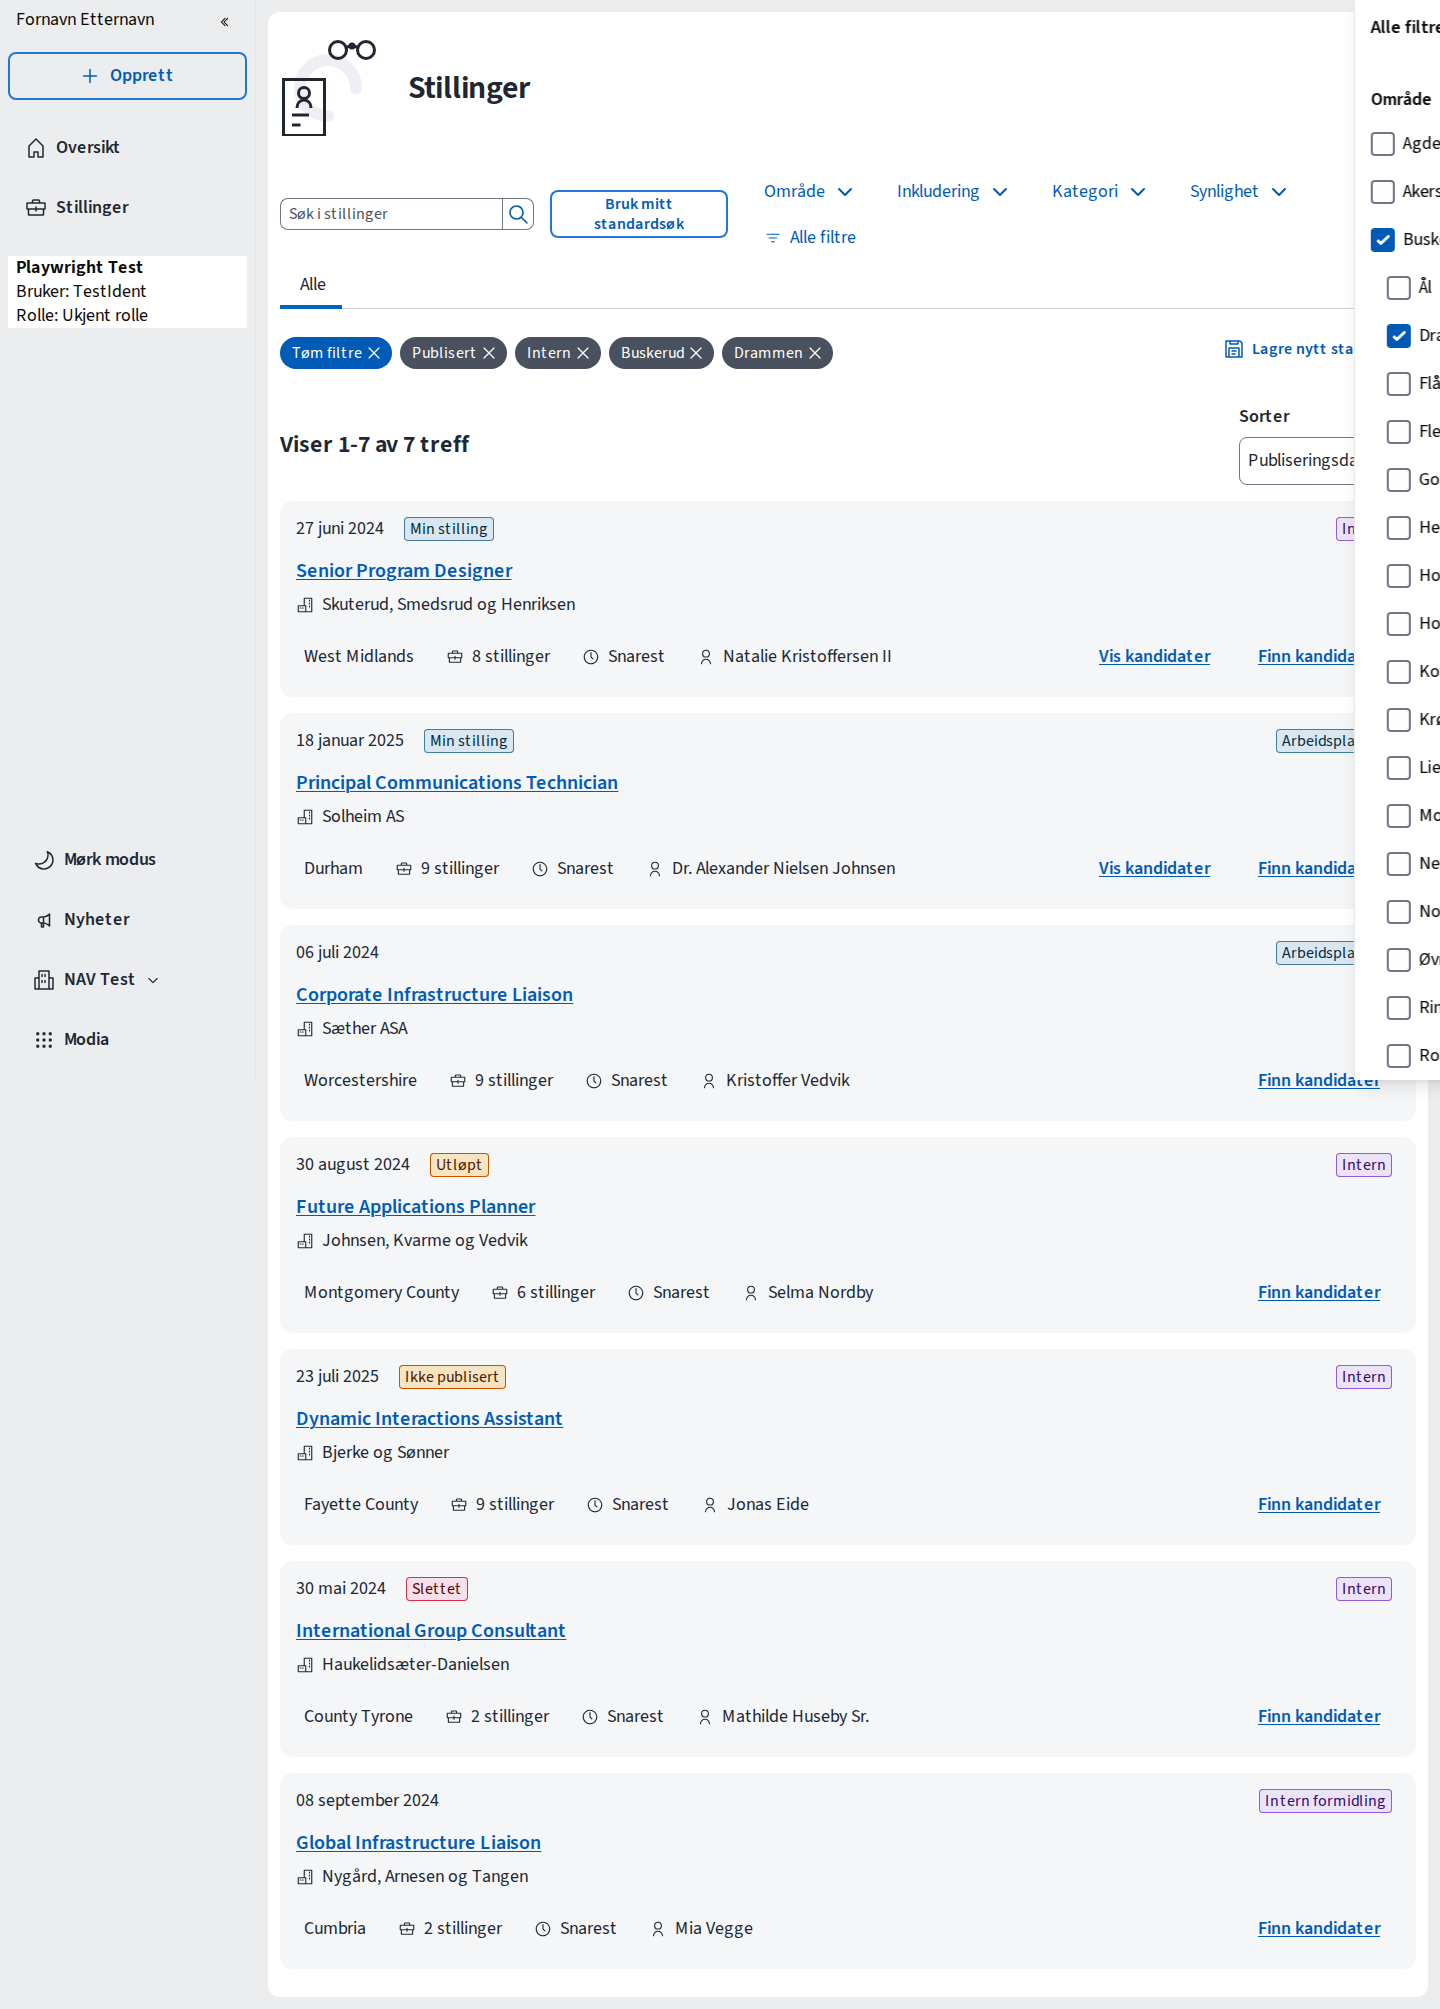 Fornavn Etternavn
Opprett
Oversikt
Stillinger
Playwright Test
Bruker: TestIdent
Rolle: Ukjent rolle
Mørk modus
Nyheter
NAV Test
Modia
Stillinger
Søk i stillinger
Bruk mitt
standardsøk
Område
Inkludering
Kategori
Synlighet
Alle filtre
Alle
Tøm filtre
Publisert
Intern
Buskerud
Drammen
Lagre nytt sta
Viser 1-7 av 7 treff
Sorter
Publiseringsda
27 juni 2024 Min stilling In
Senior Program Designer
Skuterud, Smedsrud og Henriksen
West Midlands 8 stillinger Snarest Natalie Kristoffersen II Vis kandidater Finn kandida
18 januar 2025 Min stilling Arbeidspla
Principal Communications Technician
Solheim AS
Durham 9 stillinger Snarest Dr. Alexander Nielsen Johnsen Vis kandidater Finn kandida
06 juli 2024 Arbeidspla
Corporate Infrastructure Liaison
Sæther ASA
Worcestershire 9 stillinger Snarest Kristoffer Vedvik Finn kandidater
30 august 2024 Utløpt Intern
Future Applications Planner
Johnsen, Kvarme og Vedvik
Montgomery County 6 stillinger Snarest Selma Nordby Finn kandidater
23 juli 2025 Ikke publisert Intern
Dynamic Interactions Assistant
Bjerke og Sønner
Fayette County 9 stillinger Snarest Jonas Eide Finn kandidater
30 mai 2024 Slettet Intern
International Group Consultant
Haukelidsæter-Danielsen
County Tyrone 2 stillinger Snarest Mathilde Huseby Sr. Finn kandidater
08 september 2024 Intern formidling
Global Infrastructure Liaison
Nygård, Arnesen og Tangen
Cumbria 2 stillinger Snarest Mia Vegge Finn kandidater
Alle filtre
Område
Agde
Akers
Busk
Ål
Dra
Flå
Fle
Go
He
Ho
Ho
Ko
Krø
Lie
Mo
Ne
No
Øv
Rin
Ro